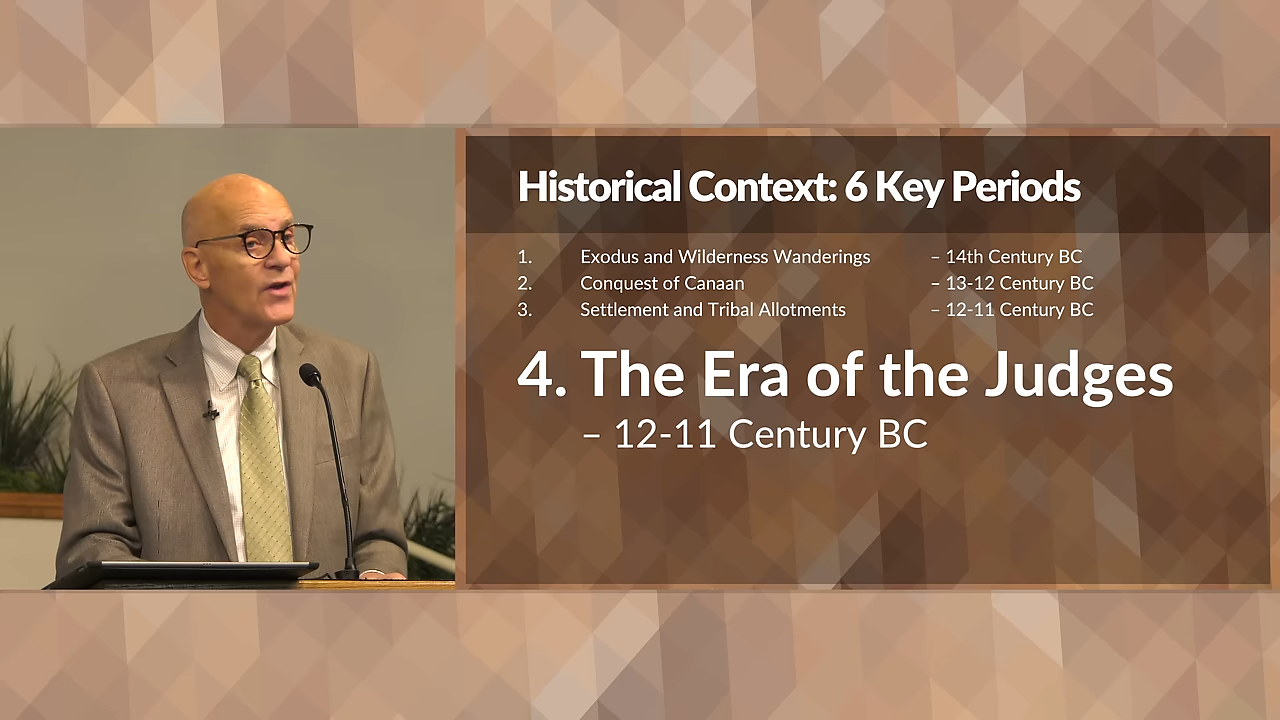 Historical Context: 6 Key Periods
1. Exodus and Wilderness Wanderings – 14th Century BC
2. Conquest of Canaan – 13-12 Century BC
3. Settlement and Tribal Allotments – 12-11 Century BC
4. The Era of the Judges
– 12-11 Century BC